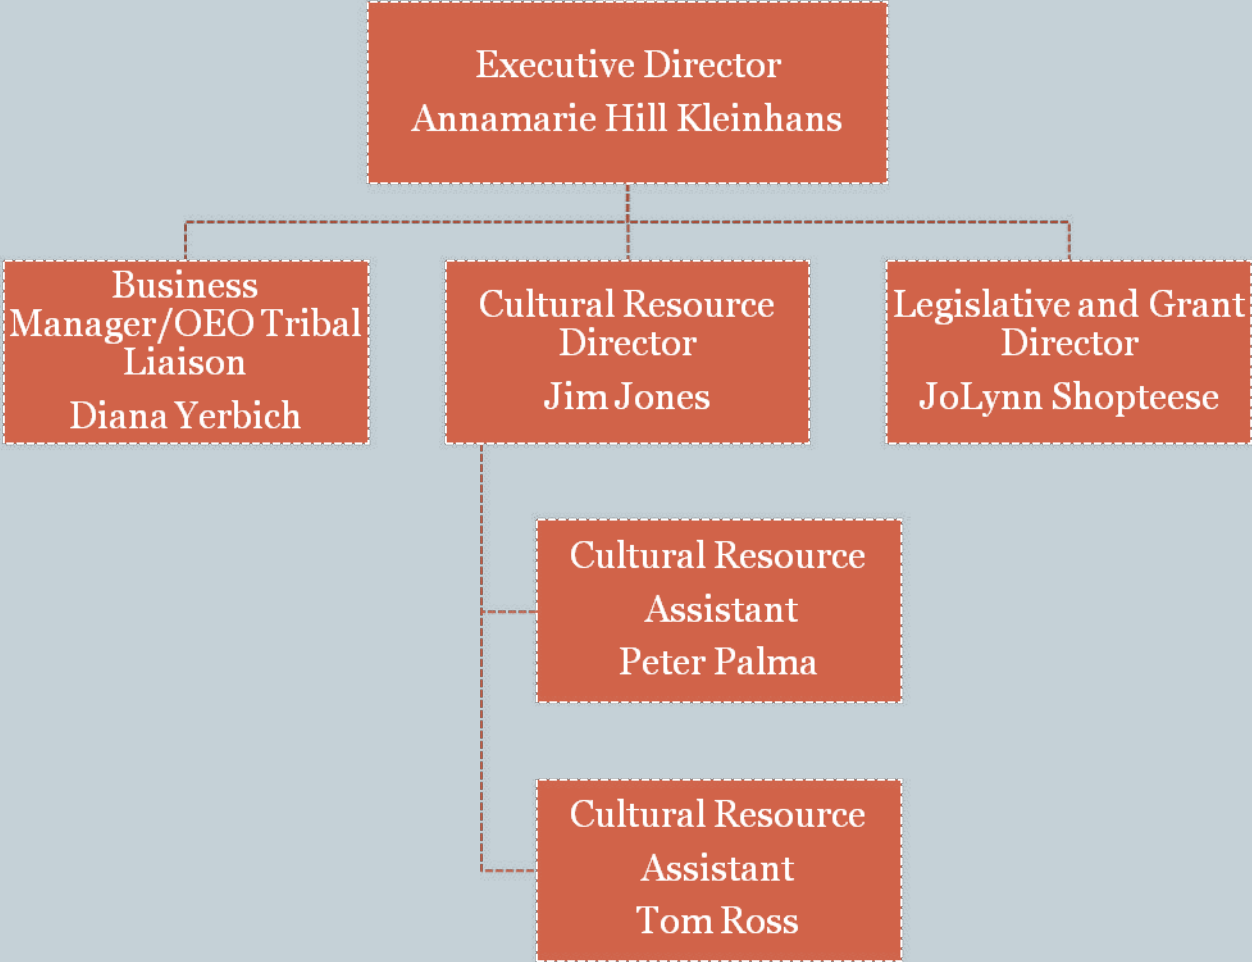 Executive Director
Annamarie Hill Kleinhans
Business
Manager/OEO Tribal
Liaison
Diana Yerbich
Cultural Resource
Director
Jim Jones
Legislative and Grant
Director
JoLynn Shopteese
Cultural Resource
Assistant
Peter Palma
Cultural Resource
Assistant
Tom Ross